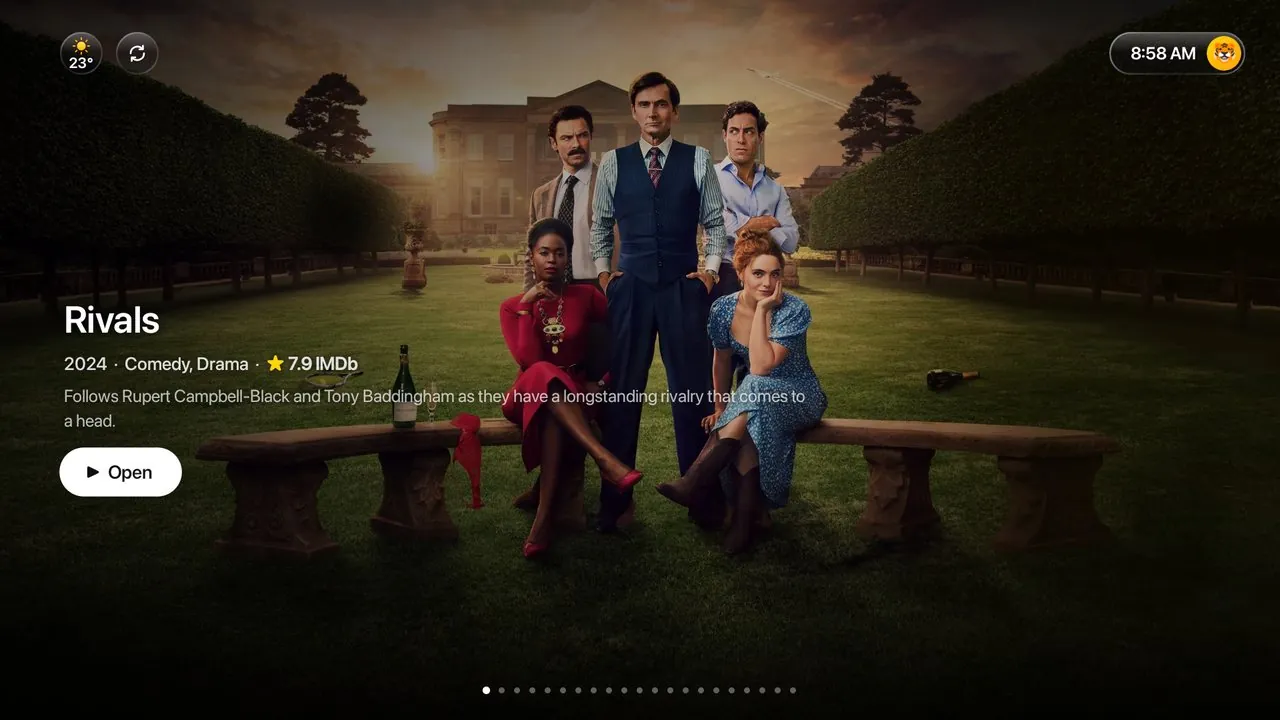 23°
8:58 AM
Rivals
2024 · Comedy, Drama · ⭐ 7.9 IMDb
Follows Rupert Campbell-Black and Tony Baddingham as they have a longstanding rivalry that comes to
a head.
Open